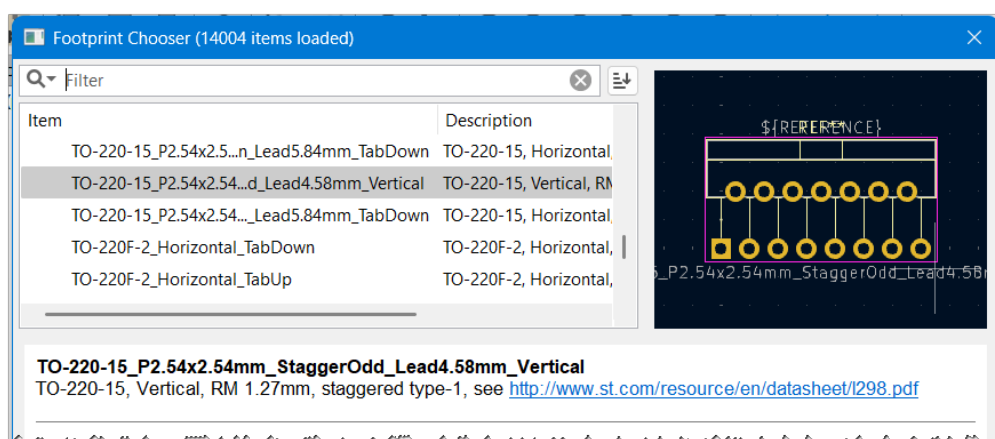 Footprint Chooser (14004 items loaded)
Filter
Item Description
TO-220-15_P2.54x2.5...n_Lead5.84mm_TabDown TO-220-15, Horizontal,
TO-220-15_P2.54x2.54...d_Lead4.58mm_Vertical TO-220-15, Vertical, RM
TO-220-15_P2.54x2.54..._Lead5.84mm_TabDown TO-220-15, Horizontal,
TO-220F-2_Horizontal_TabDown TO-220F-2, Horizontal,
TO-220F-2_Horizontal_TabUp TO-220F-2, Horizontal,
${REFERENCE}
_P2.54x2.54mm_StaggerOdd_Lead4.58m
TO-220-15_P2.54x2.54mm_StaggerOdd_Lead4.58mm_Vertical
TO-220-15, Vertical, RM 1.27mm, staggered type-1, see http://www.st.com/resource/en/datasheet/l298.pdf